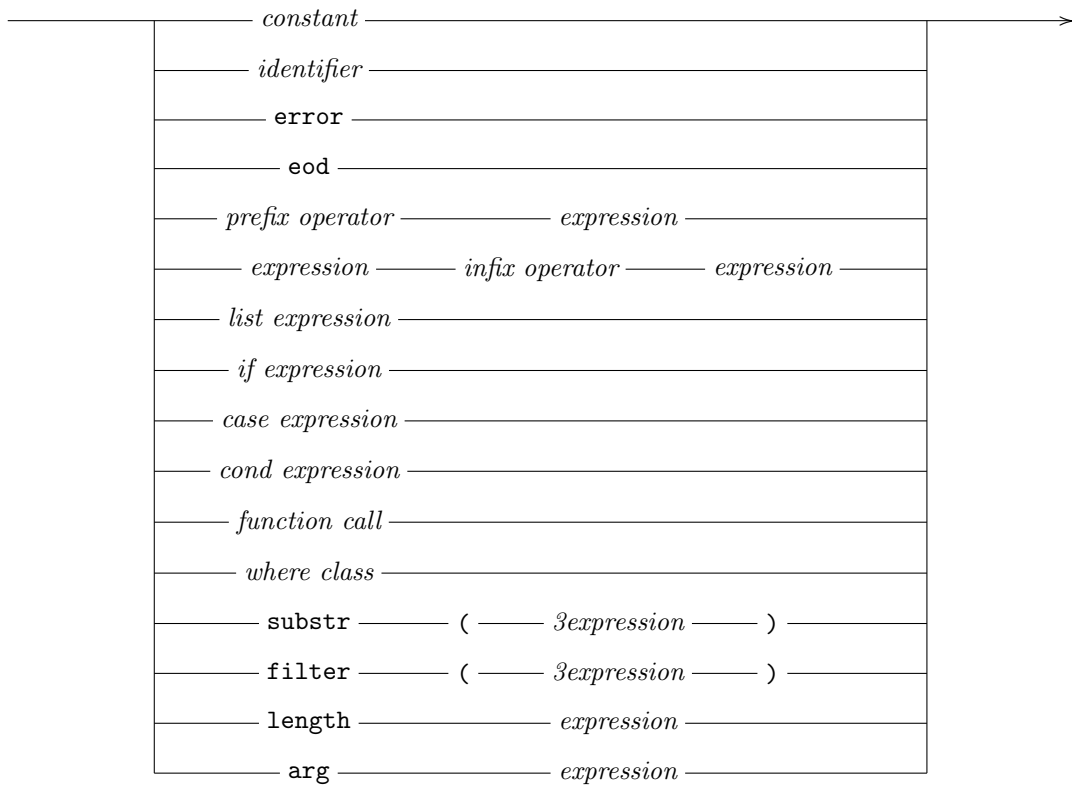 constant
identifier
error
eod
prefix operator expression
expression infix operator expression
list expression
if expression
case expression
cond expression
function call
where class
substr ( 3expression )
filter ( 3expression )
length expression
arg expression